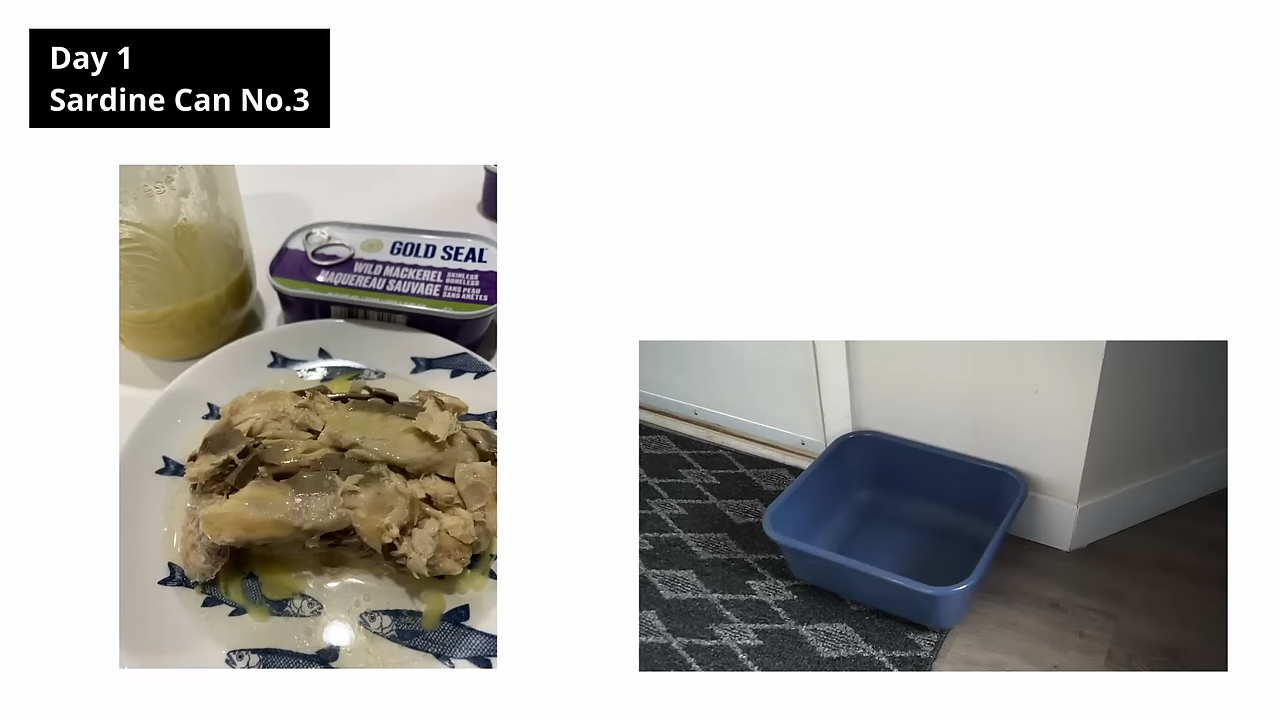 Day 1
Sardine Can No.3
GOLD SEAL
WILD MACKEREL SKINLESS BONELESS
MAQUEREAU SAUVAGE SANS PEAU SANS ARÊTES